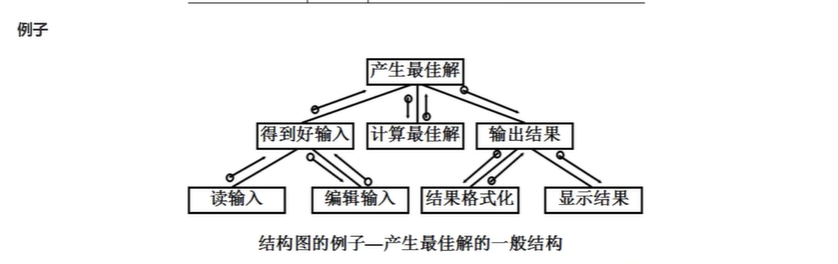 例子
产生最佳解
得到好输入 计算最佳解 输出结果
读输入 编辑输入 结果格式化 显示结果
结构图的例子—产生最佳解的一般结构